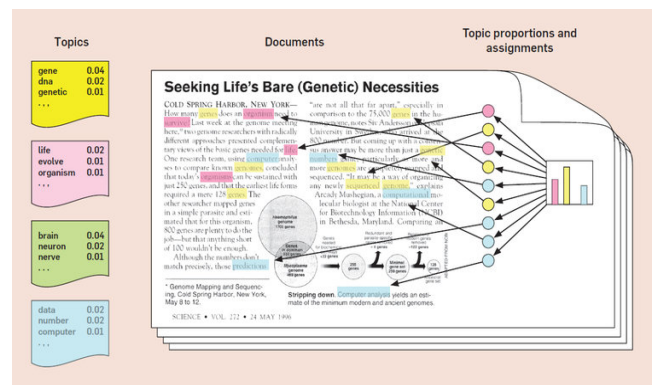 Topics
gene 0.04
dna 0.02
genetic 0.01
...
life 0.02
evolve 0.01
organism 0.01
...
brain 0.04
neuron 0.02
nerve 0.01
...
data 0.02
number 0.02
computer 0.01
...
Documents
Topic proportions and
assignments
Seeking Life's Bare (Genetic) Necessities
COLD SPRING HARBOR, NEW YORK—
How many genes does an organism need to
survive? Last week at the genome meeting
here, two genome researchers with radically
different approaches presented complemen-
tary views of the basic genes needed for life.
One research team, using computer analy-
ses to compare known genomes, concluded
that today's organisms can be sustained with
just 250 genes, and that the earliest life forms
required a mere 128 genes. The
other researcher mapped genes
in a simple parasite and esti-
mated that for this organism,
800 genes are plenty to do the
job—but that anything short
of 100 wouldn't be enough.
Although the numbers don't
match precisely, those predictions
* Genome Mapping and Sequenc-
ing, Cold Spring Harbor, New York,
May 8 to 12.
"are not all that far apart," especially in
comparison to the 75,000 genes in the hu-
man genome, notes Siv Andersson
University in arrived at the
800 number. But coming up with a
sus answer may be more than just a genetic
numbers particularly more and
more genomes are mapped and
sequenced. "It may be a way of organizing
any newly sequenced genome," explains
Arcady Mushegian, a computational mo-
lecular biologist at the National Center
for Biotechnology Information (NCBI)
in Bethesda, Maryland. Comparing an
Haemophilus
genome
1703 genes
Mycoplasma
genome
469 genes
Stripping down. Computer analysis yields an esti-
mate of the minimum modern and ancient genomes.
SCIENCE • VOL. 272 • 24 MAY 1996